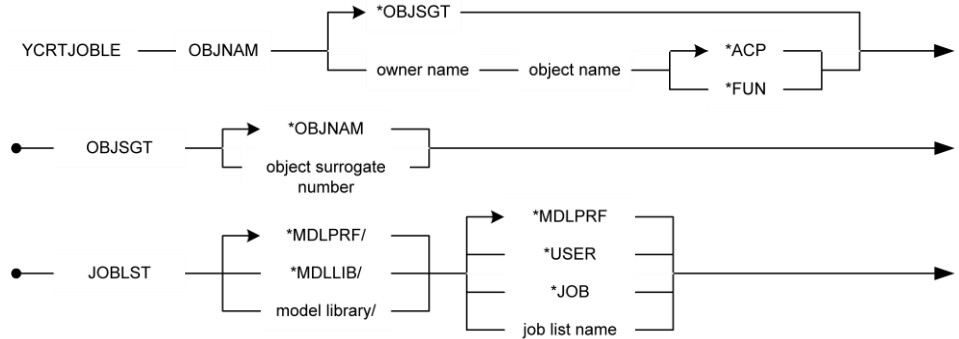 *OBJSGT
YCRTJOBLE
OBJNAM
owner name
object name
*ACP
*FUN
OBJSGT
*OBJNAM
object surrogate
number
JOBLST
*MDLPRF/
*MDLLIB/
model library/
*MDLPRF
*USER
*JOB
job list name